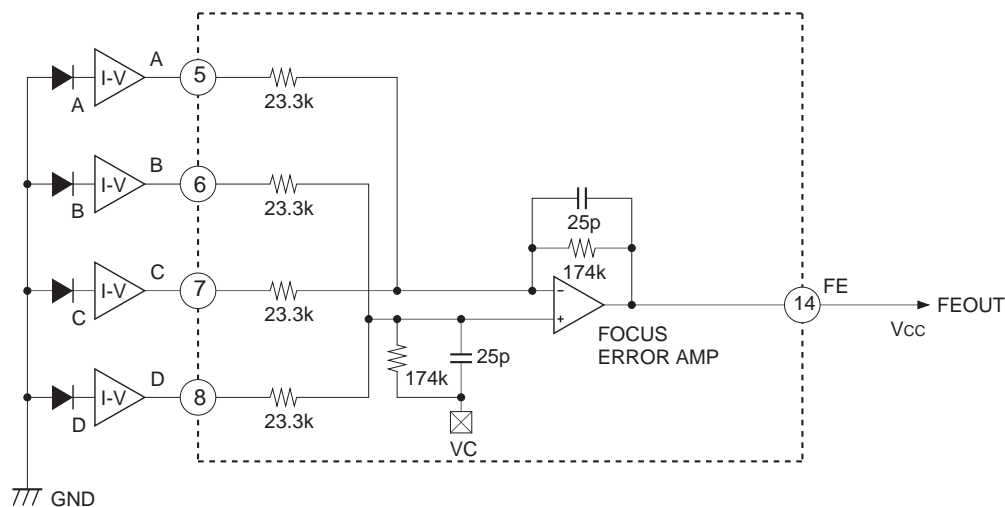 A
I-V
5
A
23.3k
B
I-V
6
B
23.3k
25p
174k
C
I-V
7
C
23.3k
–
+
FOCUS
ERROR AMP
14
FE
VCC
FEOUT
174k
25p
VC
D
I-V
8
D
23.3k
GND